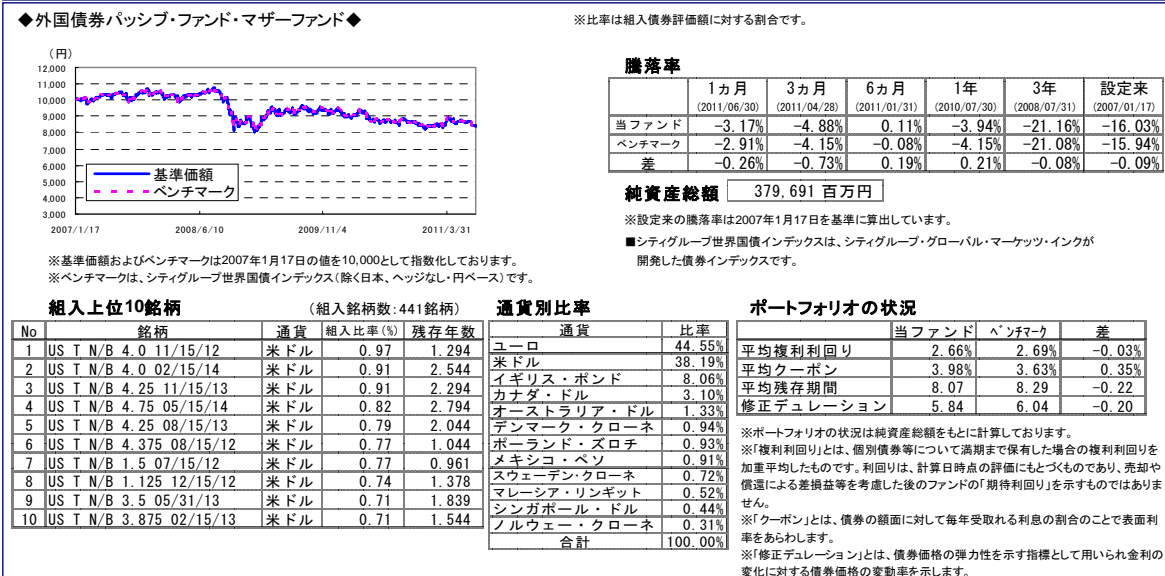 ◆外国債券パッシブ・ファンド・マザーファンド◆
※比率は組入債券評価額に対する割合です。
(円)
12,000
11,000
10,000
9,000
8,000
7,000
6,000
5,000
4,000
3,000
基準価額
ベンチマーク
2007/1/17 2008/6/10 2009/11/4 2011/3/31
※基準価額およびベンチマークは2007年1月17日の値を10,000として指数化しております。
※ベンチマークは、シティグループ世界国債インデックス(除く日本、ヘッジなし・円ベース)です。
騰落率
1ヵ月 3ヵ月 6ヵ月 1年 3年 設定来
(2011/06/30) (2011/04/28) (2011/01/31) (2010/07/30) (2008/07/31) (2007/01/17)
当ファンド -3.17% -4.88% 0.11% -3.94% -21.16% -16.03%
ベンチマーク -2.91% -4.15% -0.08% -4.15% -21.08% -15.94%
差 -0.26% -0.73% 0.19% 0.21% -0.08% -0.09%
純資産総額 379,691 百万円
※設定来の騰落率は2007年1月17日を基準に算出しています。
■シティグループ世界国債インデックスは、シティグループ・グローバル・マーケッツ・インクが
開発した債券インデックスです。
組入上位10銘柄 (組入銘柄数:441銘柄)
No 銘柄 通貨 組入比率(%) 残存年数
1 US T N/B 4.0 11/15/12 米ドル 0.97 1.294
2 US T N/B 4.0 02/15/14 米ドル 0.91 2.544
3 US T N/B 4.25 11/15/13 米ドル 0.91 2.294
4 US T N/B 4.75 05/15/14 米ドル 0.82 2.794
5 US T N/B 4.25 08/15/13 米ドル 0.79 2.044
6 US T N/B 4.375 08/15/12 米ドル 0.77 1.044
7 US T N/B 1.5 07/15/12 米ドル 0.77 0.961
8 US T N/B 1.125 12/15/12 米ドル 0.74 1.378
9 US T N/B 3.5 05/31/13 米ドル 0.71 1.839
10 US T N/B 3.875 02/15/13 米ドル 0.71 1.544
通貨別比率
通貨 比率
ユーロ 44.55%
米ドル 38.19%
イギリス・ポンド 8.06%
カナダ・ドル 3.10%
オーストラリア・ドル 1.33%
デンマーク・クローネ 0.94%
ポーランド・ズロチ 0.93%
メキシコ・ペソ 0.91%
スウェーデン・クローネ 0.72%
マレーシア・リンギット 0.52%
シンガポール・ドル 0.44%
ノルウェー・クローネ 0.31%
合計 100.00%
ポートフォリオの状況
当ファンド ベンチマーク 差
平均複利利回り 2.66% 2.69% -0.03%
平均クーポン 3.98% 3.63% 0.35%
平均残存期間 8.07 8.29 -0.22
修正デュレーション 5.84 6.04 -0.20
※ポートフォリオの状況は純資産総額をもとに計算しております。
※「複利利回り」とは、個別債券等について満期まで保有した場合の複利利回りを
加重平均したものです。利回りは、計算日時点の評価にもとづくものであり、売却や
償還による差損益等を考慮した後のファンドの「期待利回り」を示すものではありま
せん。
※「クーポン」とは、債券の額面に対して毎年受取れる利息の割合のことで表面利
率をあらわします。
※「修正デュレーション」とは、債券価格の弾力性を示す指標として用いられ金利の
変化に対する債券価格の変動率を示します。